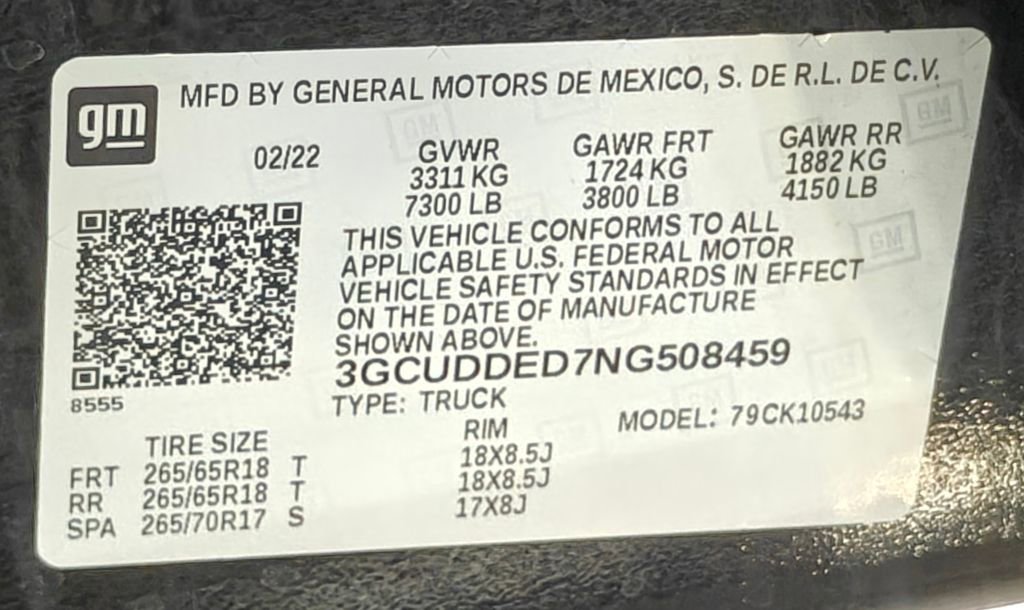 gm
MFD BY GENERAL MOTORS DE MEXICO, S. DE R.L. DE C.V.
02/22
GVWR
3311 KG
7300 LB
GAWR FRT
1724 KG
3800 LB
GAWR RR
1882 KG
4150 LB
THIS VEHICLE CONFORMS TO ALL
APPLICABLE U.S. FEDERAL MOTOR
VEHICLE SAFETY STANDARDS IN EFFECT
ON THE DATE OF MANUFACTURE
SHOWN ABOVE.
3GCUDDED7NG508459
8555
TYPE: TRUCK
MODEL: 79CK10543
TIRE SIZE RIM
FRT 265/65R18 T 18X8.5J
RR 265/65R18 T 18X8.5J
SPA 265/70R17 S 17X8J
GM
GM
GM